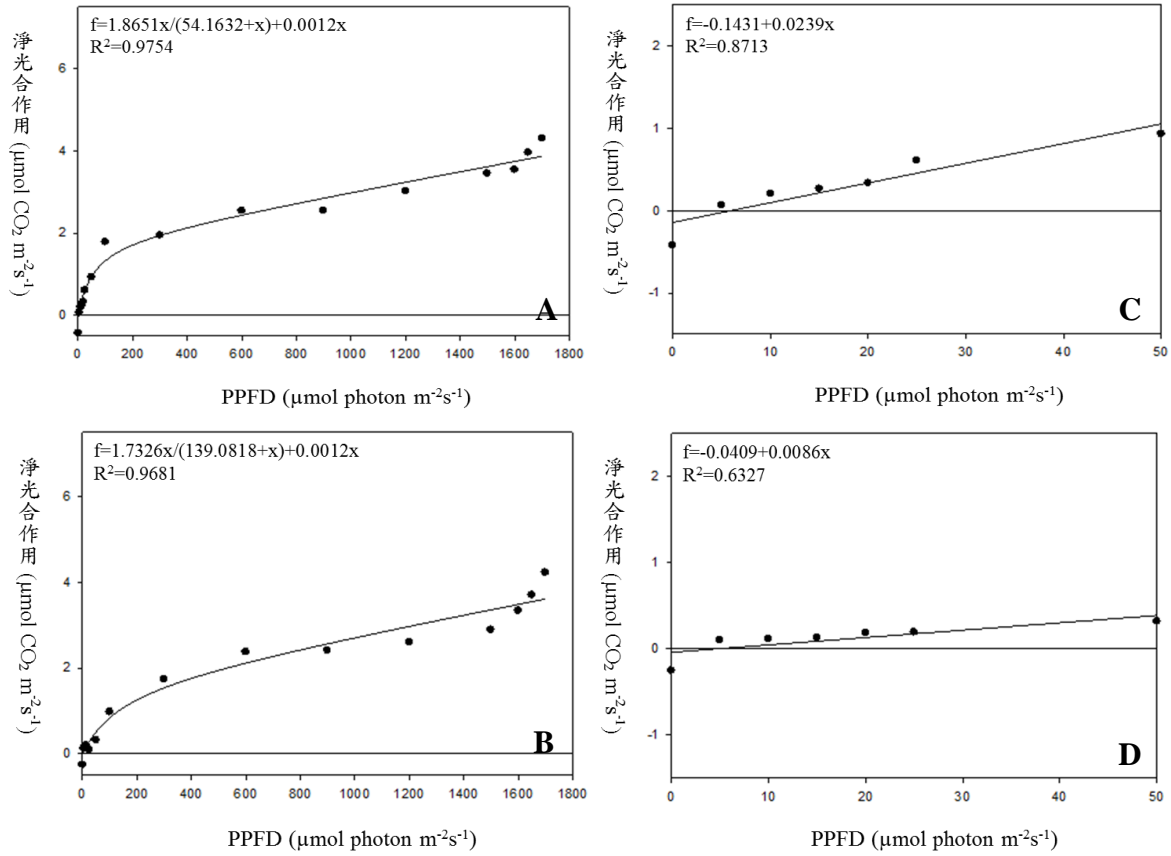 f=1.8651x/(54.1632+x)+0.0012x
R²=0.9754
淨光合作用 (μmol CO₂ m⁻²s⁻¹)
6
4
2
0
A
0 200 400 600 800 1000 1200 1400 1600 1800
PPFD (μmol photon m⁻²s⁻¹)
f=-0.1431+0.0239x
R²=0.8713
淨光合作用 (μmol CO₂ m⁻²s⁻¹)
2
1
0
-1
C
0 10 20 30 40 50
PPFD (μmol photon m⁻²s⁻¹)
f=1.7326x/(139.0818+x)+0.0012x
R²=0.9681
淨光合作用 (μmol CO₂ m⁻²s⁻¹)
6
4
2
0
B
0 200 400 600 800 1000 1200 1400 1600 1800
PPFD (μmol photon m⁻²s⁻¹)
f=-0.0409+0.0086x
R²=0.6327
淨光合作用 (μmol CO₂ m⁻²s⁻¹)
2
1
0
-1
D
0 10 20 30 40 50
PPFD (μmol photon m⁻²s⁻¹)